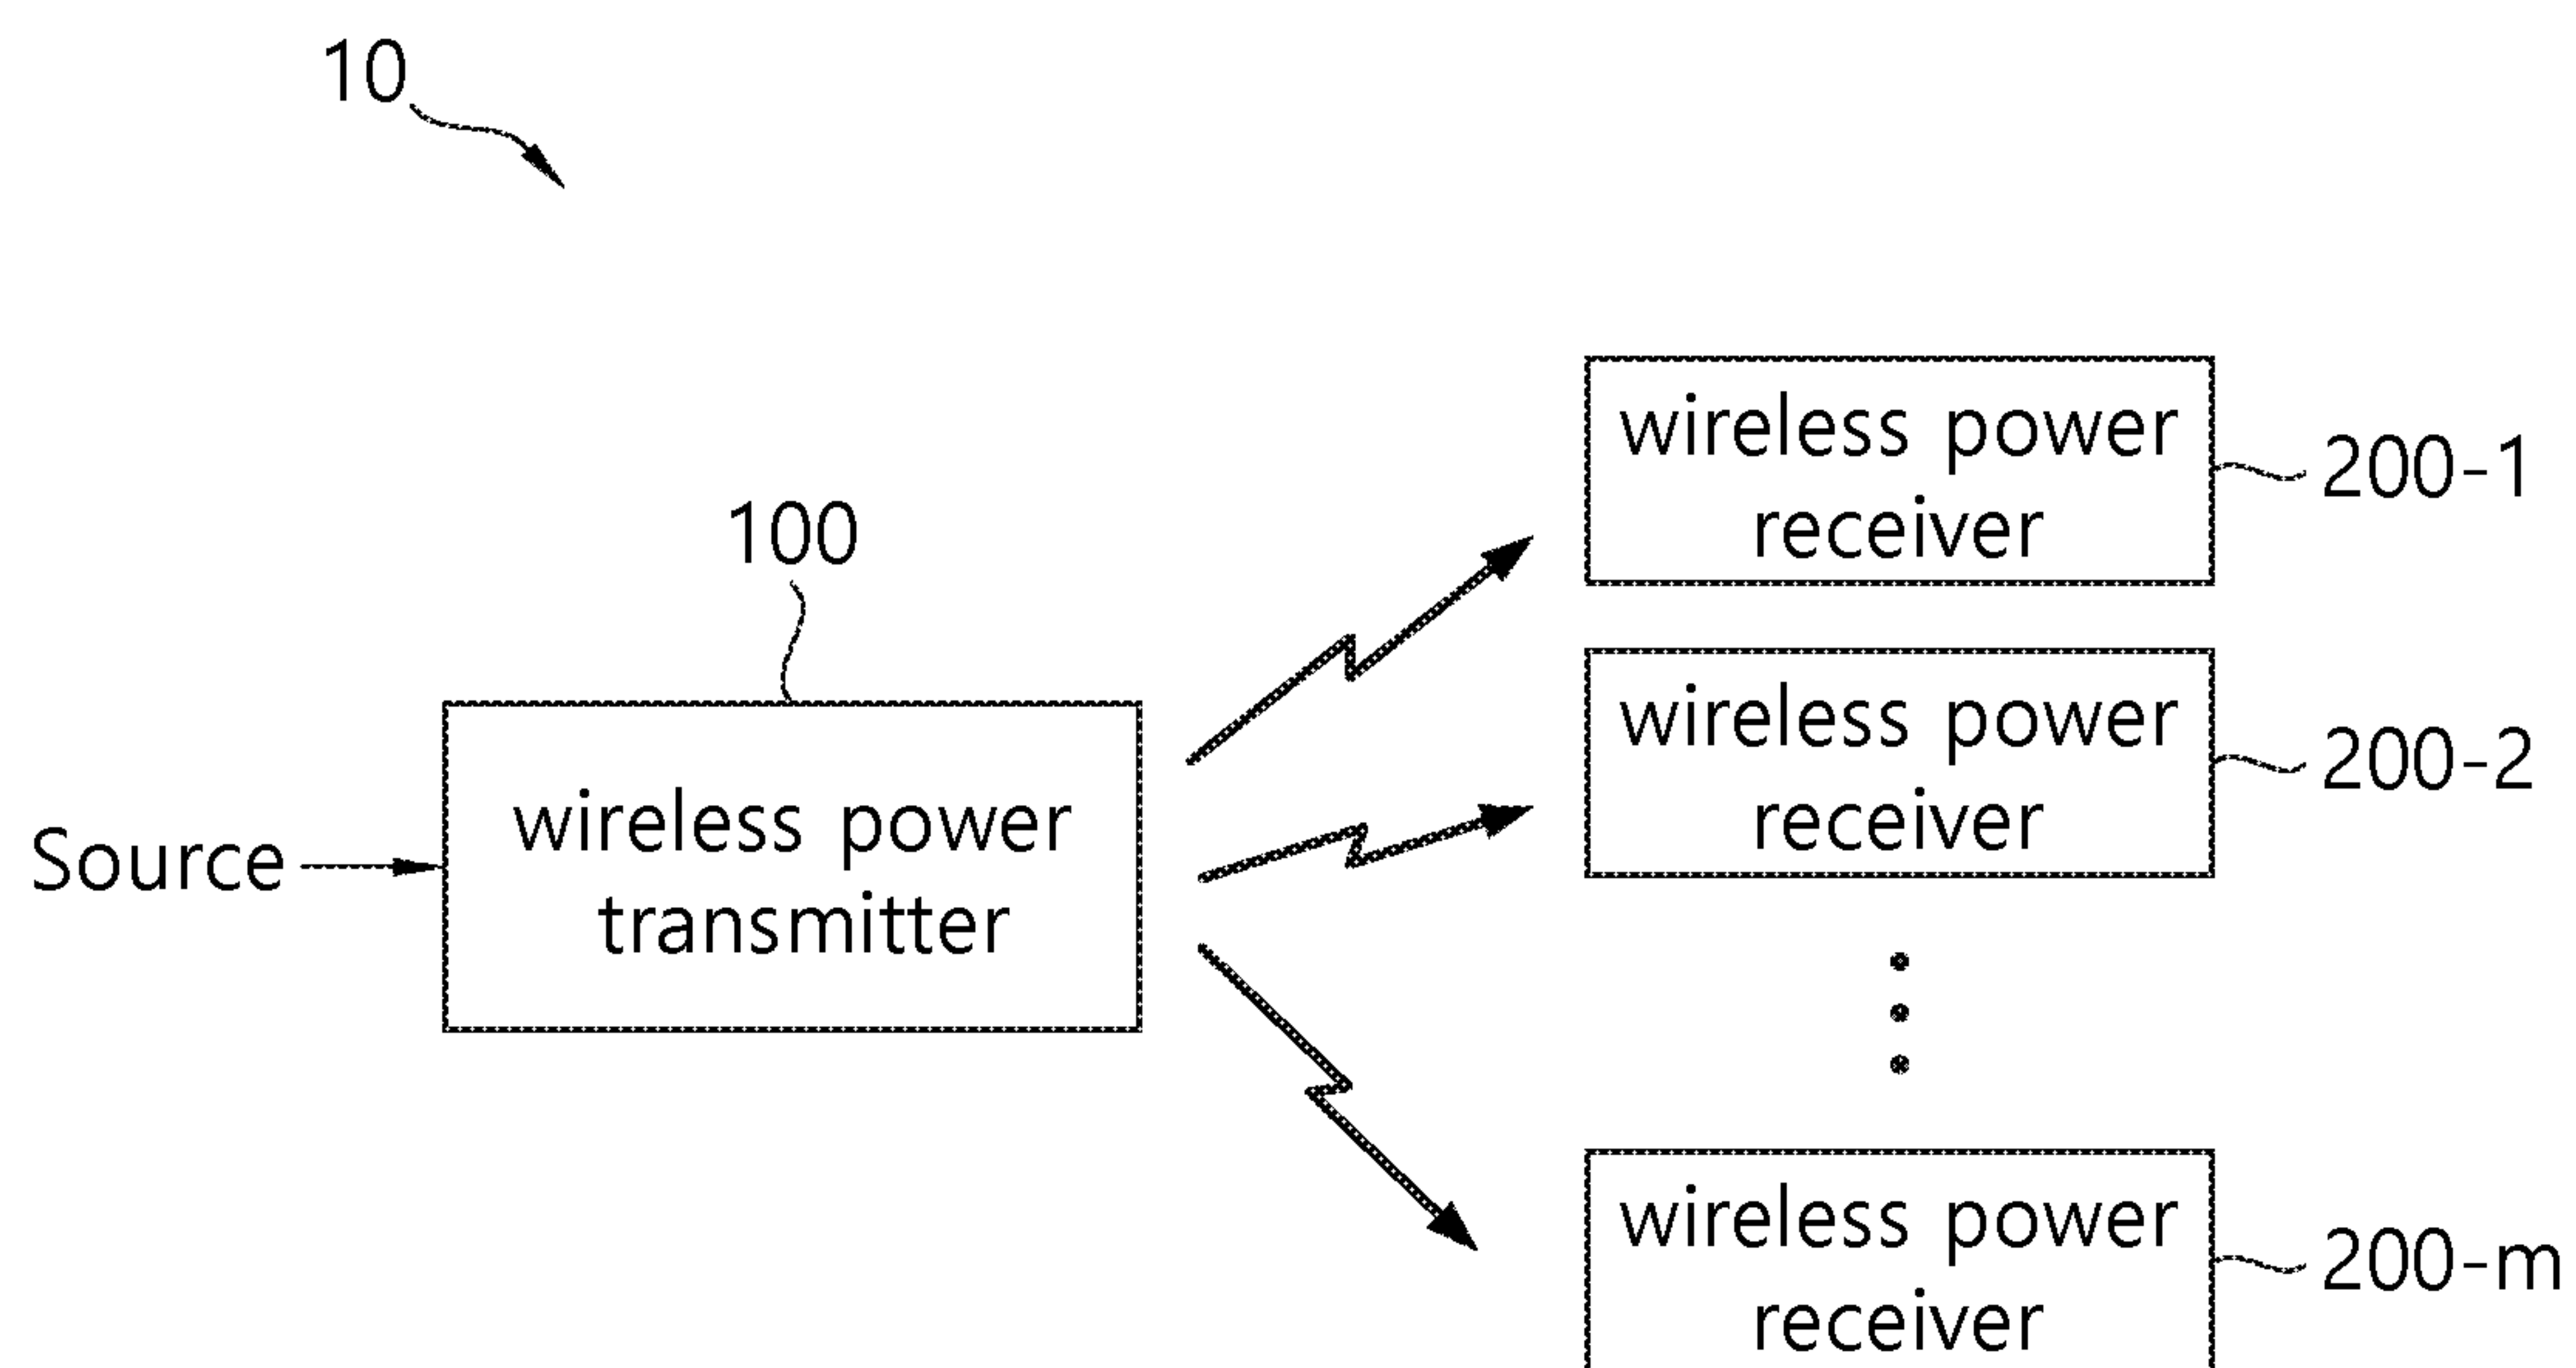 10
wireless power
receiver
200-1
100
wireless power
receiver
200-2
Source
wireless power
transmitter
wireless power
receiver
200-m